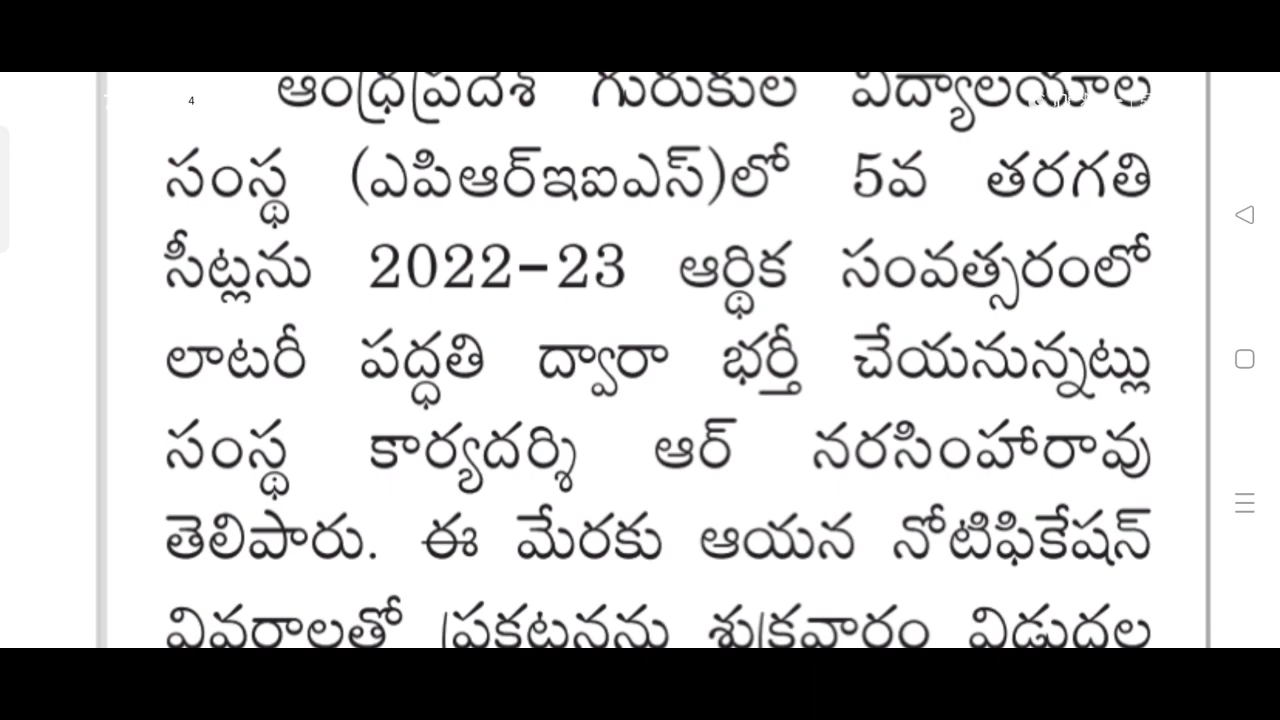 ఆంధ్రప్రదేశ్ గురుకుల విద్యాలయాల
సంస్థ (ఎపిఆర్ఇఐఎస్)లో 5వ తరగతి
సీట్లను 2022-23 ఆర్థిక సంవత్సరంలో
లాటరీ పద్ధతి ద్వారా భర్తీ చేయనున్నట్లు
సంస్థ కార్యదర్శి ఆర్ నరసింహారావు
తెలిపారు. ఈ మేరకు ఆయన నోటిఫికేషన్
వివరాలతో ప్రకటనను శుక్రవారం విడుదల